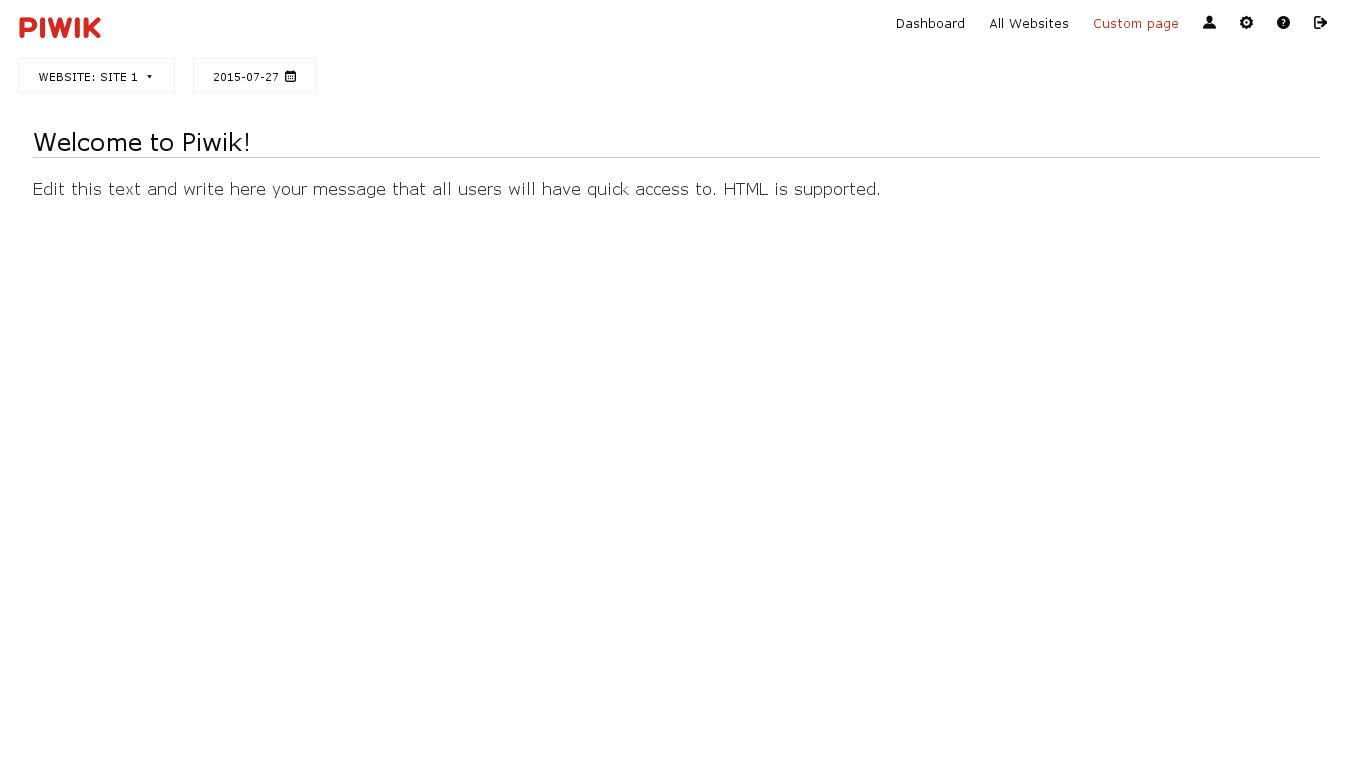 PIWIK
Dashboard All Websites Custom page
WEBSITE: SITE 1
2015-07-27
Welcome to Piwik!
Edit this text and write here your message that all users will have quick access to. HTML is supported.